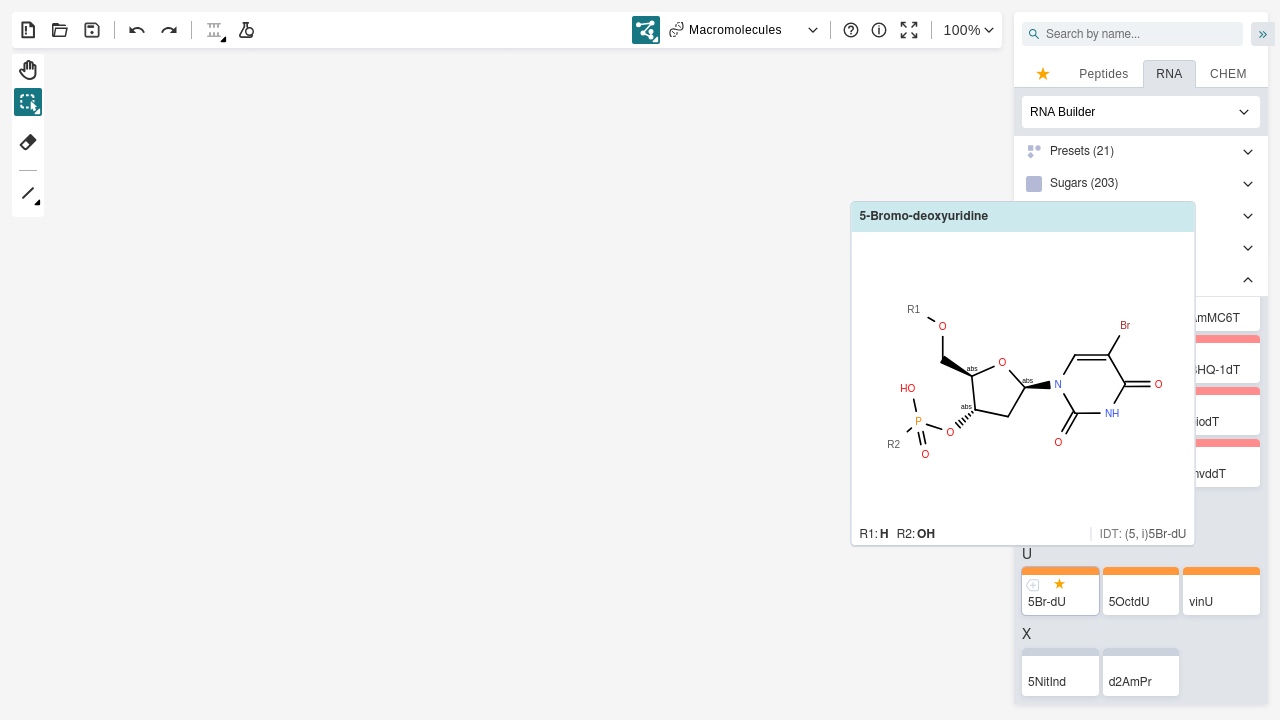 Macromolecules
100%
Search by name...
Peptides
RNA
CHEM
RNA Builder
Presets (21)
Sugars (203)
5-Bromo-deoxyuridine
R1
O
Br
O
abs
abs
N
O
HO
abs
P
O
NH
R2
O
O
R1: H R2: OH
IDT: (5, i)5Br-dU
AmMC6T
BHQ-1dT
iodT
nvddT
U
5Br-dU
5OctdU
vinU
X
5NitInd
d2AmPr